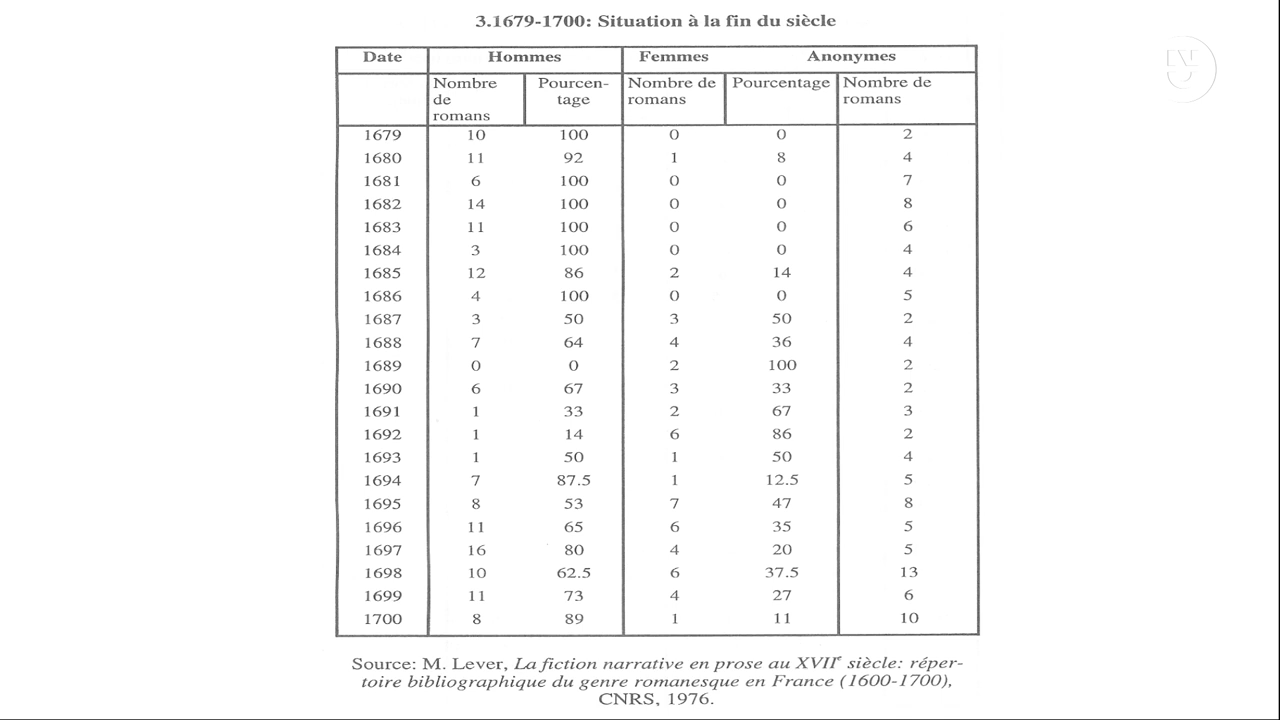 3.1679-1700: Situation à la fin du siècle
Date Hommes Femmes Anonymes
Nombre de romans Pourcen-tage Nombre de romans Pourcentage Nombre de romans
1679 10 100 0 0 2
1680 11 92 1 8 4
1681 6 100 0 0 7
1682 14 100 0 0 8
1683 11 100 0 0 6
1684 3 100 0 0 4
1685 12 86 2 14 4
1686 4 100 0 0 5
1687 3 50 3 50 2
1688 7 64 4 36 4
1689 0 0 2 100 2
1690 6 67 3 33 2
1691 1 33 2 67 3
1692 1 14 6 86 2
1693 1 50 1 50 4
1694 7 87.5 1 12.5 5
1695 8 53 7 47 8
1696 11 65 6 35 5
1697 16 80 4 20 5
1698 10 62.5 6 37.5 13
1699 11 73 4 27 6
1700 8 89 1 11 10
Source: M. Lever, La fiction narrative en prose au XVIIe siècle: réper-
toire bibliographique du genre romanesque en France (1600-1700),
CNRS, 1976.